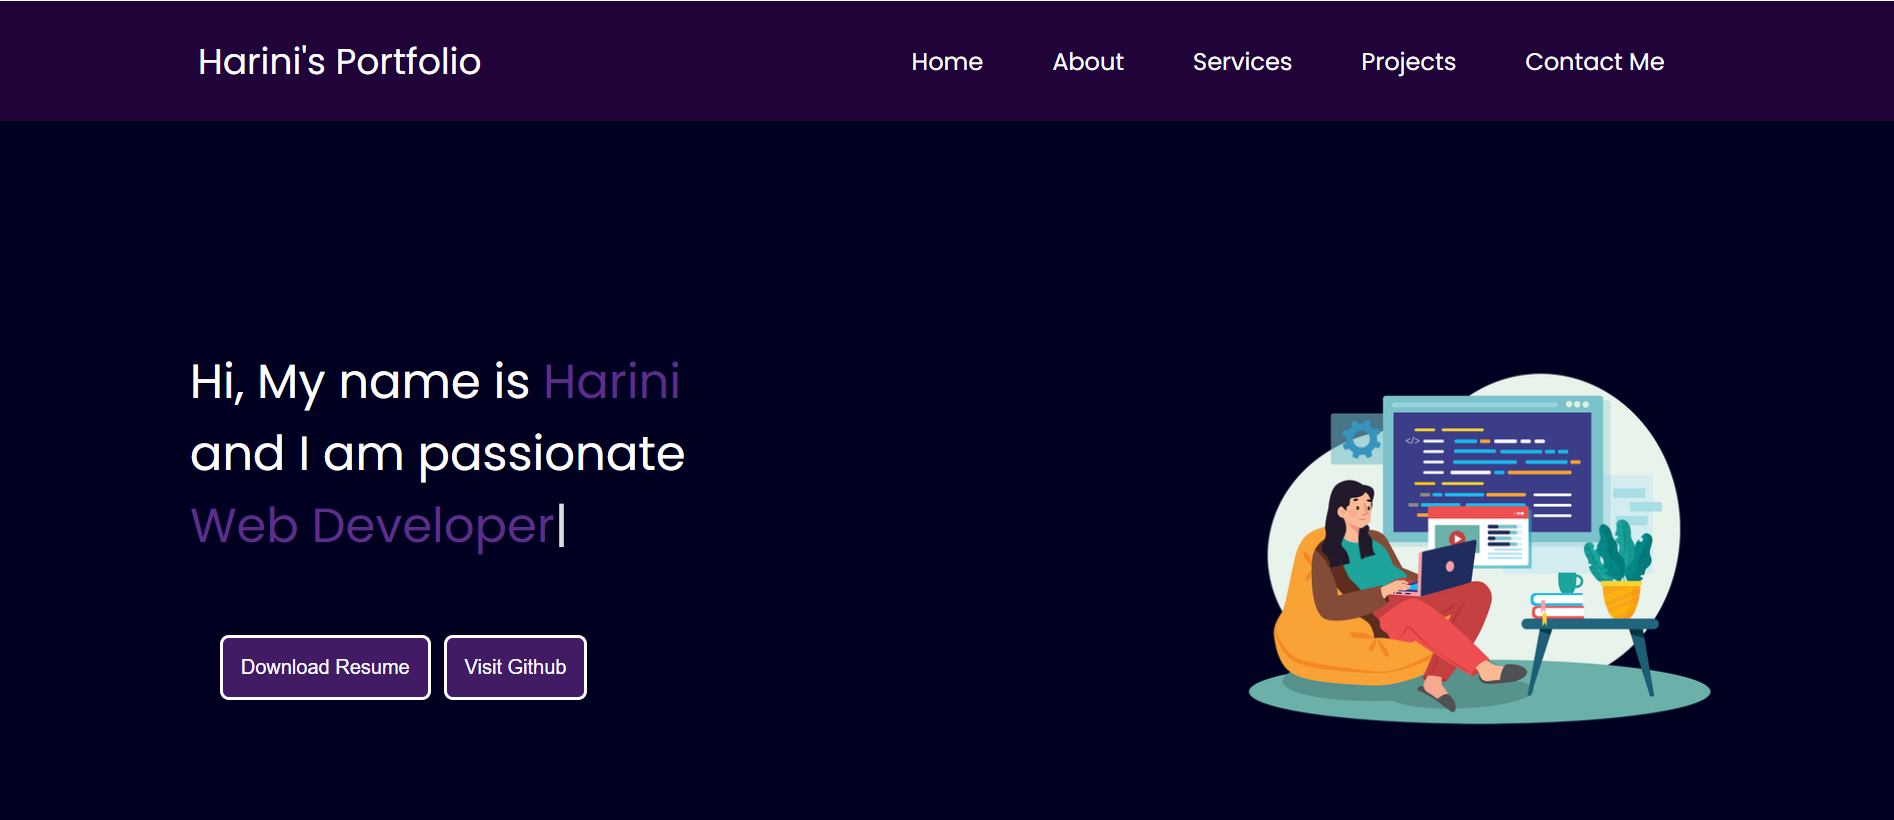 Harini's Portfolio
Home About Services Projects Contact Me
Hi, My name is Harini
and I am passionate
Web Developer|
</>
Download Resume Visit Github